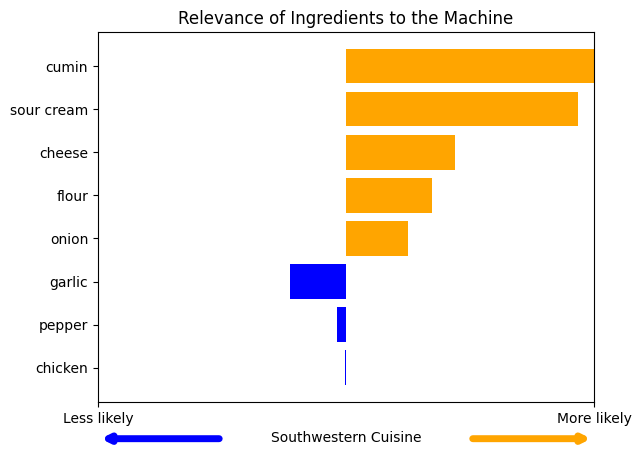 Relevance of Ingredients to the Machine
cumin
sour cream
cheese
flour
onion
garlic
pepper
chicken
Less likely
More likely
Southwestern Cuisine